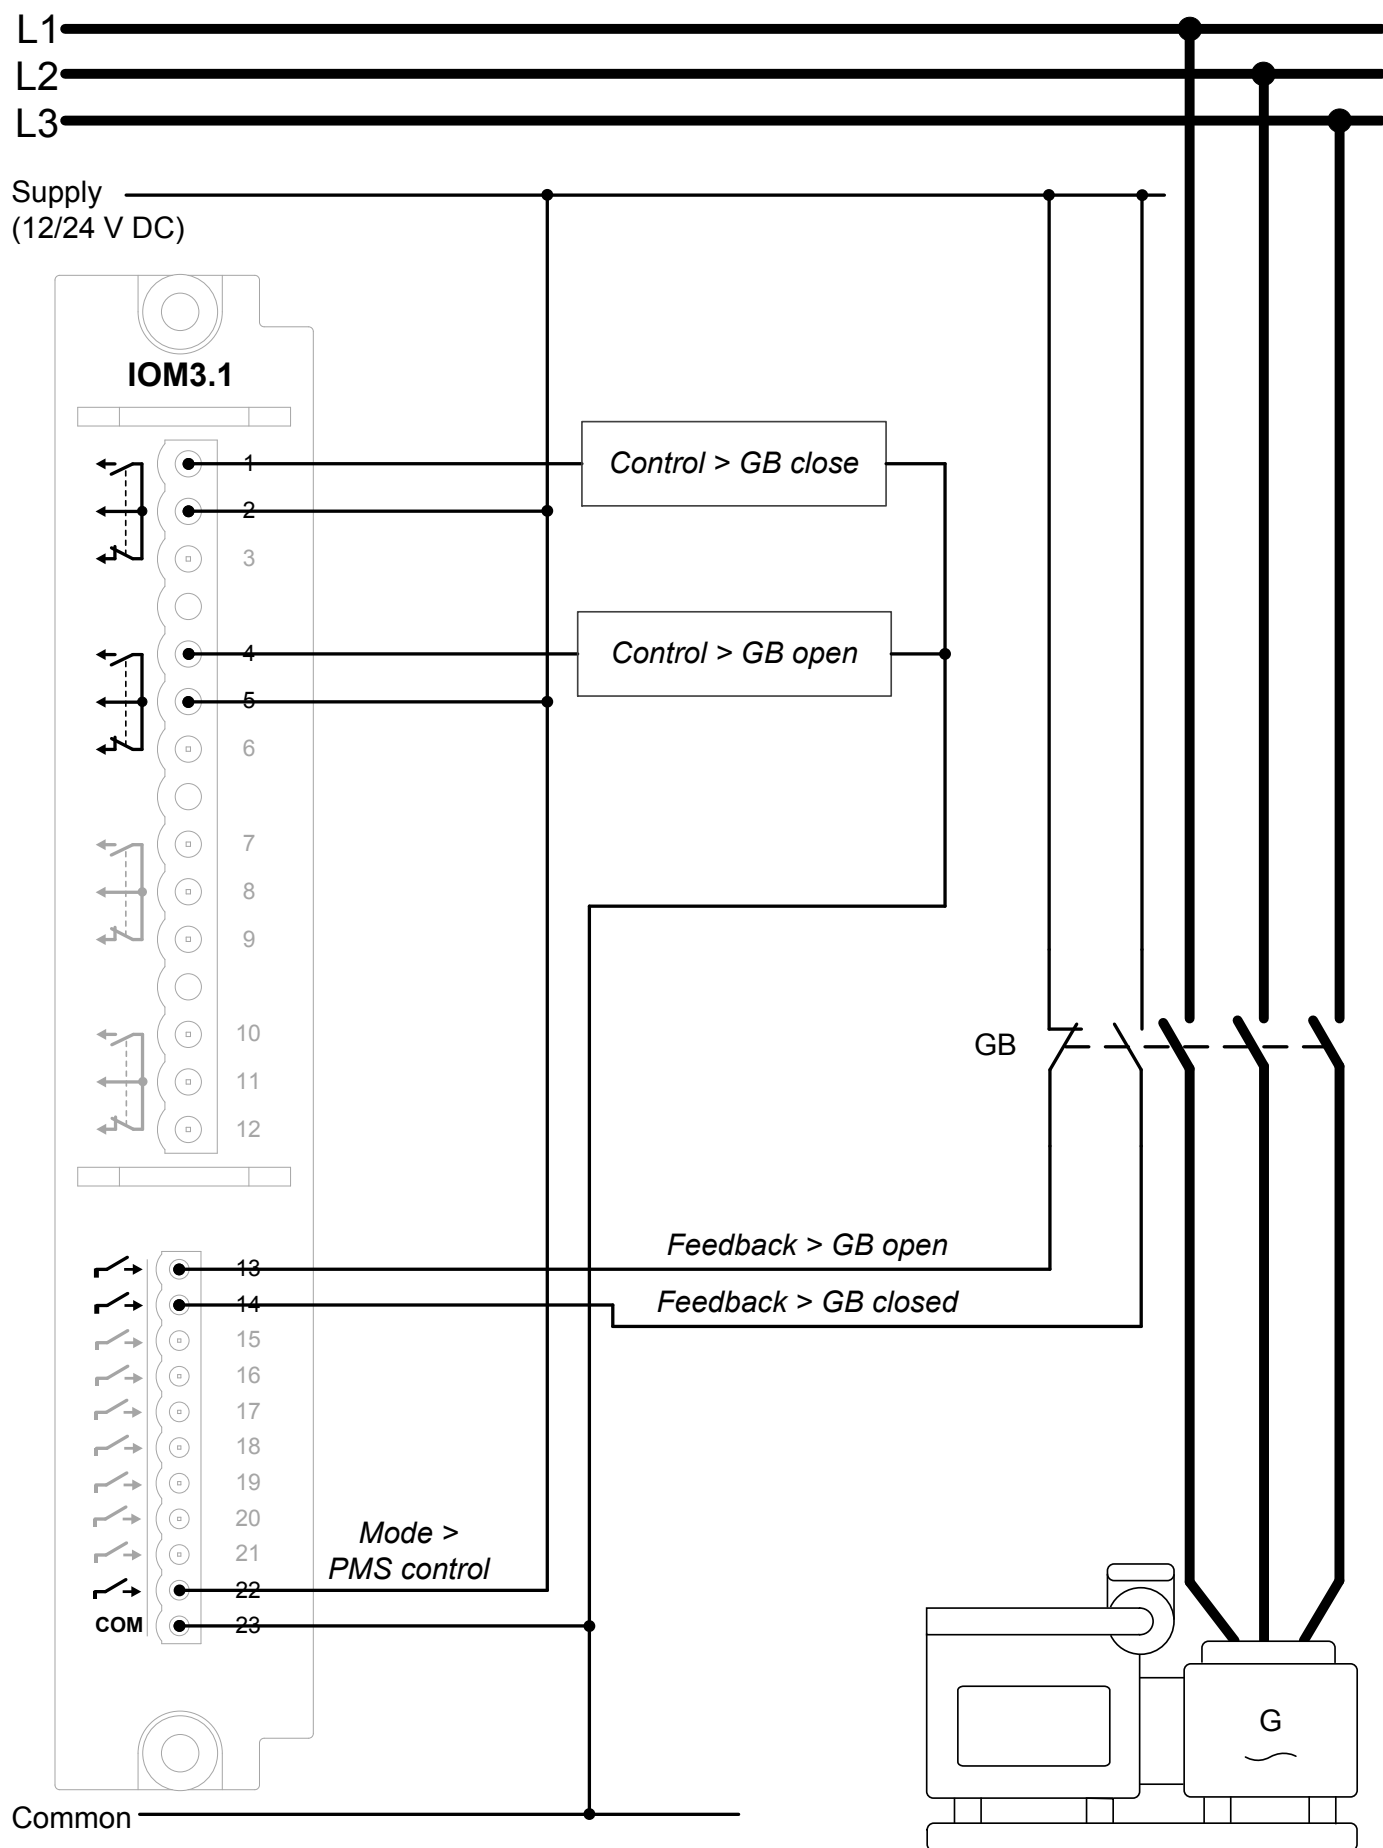 L1
L2
L3
Supply
(12/24 V DC)
IOM3.1
1
Control > GB close
2
3
4
Control > GB open
5
6
7
8
9
10
GB
11
12
Feedback > GB open
13
Feedback > GB closed
14
15
16
17
18
19
20
Mode >
21
PMS control
22
COM
23
G
Common